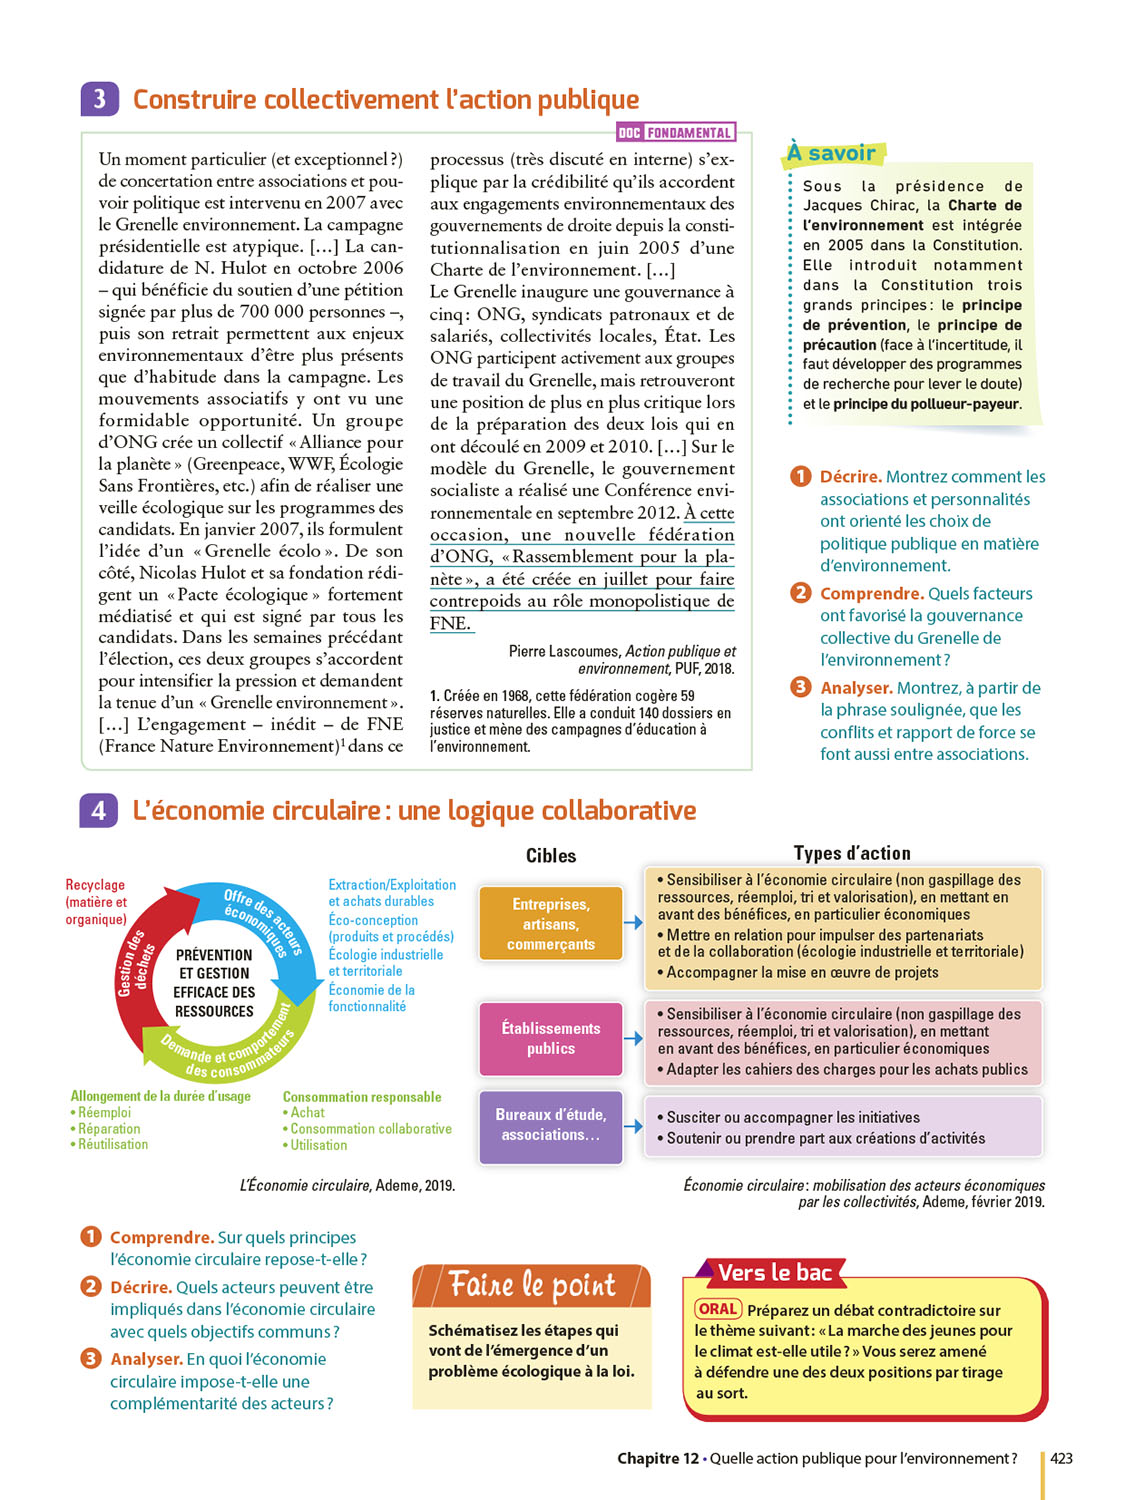 3 Construire collectivement l'action publique
DOC FONDAMENTAL
Un moment particulier (et exceptionnel ?)
de concertation entre associations et pou-
voir politique est intervenu en 2007 avec
le Grenelle environnement. La campagne
présidentielle est atypique. […] La can-
didature de N. Hulot en octobre 2006
– qui bénéficie du soutien d'une pétition
signée par plus de 700 000 personnes –,
puis son retrait permettent aux enjeux
environnementaux d'être plus présents
que d'habitude dans la campagne. Les
mouvements associatifs y ont vu une
formidable opportunité. Un groupe
d'ONG crée un collectif « Alliance pour
la planète » (Greenpeace, WWF, Écologie
Sans Frontières, etc.) afin de réaliser une
veille écologique sur les programmes des
candidats. En janvier 2007, ils formulent
l'idée d'un « Grenelle écolo ». De son
côté, Nicolas Hulot et sa fondation rédi-
gent un « Pacte écologique » fortement
médiatisé et qui est signé par tous les
candidats. Dans les semaines précédant
l'élection, ces deux groupes s'accordent
pour intensifier la pression et demandent
la tenue d'un « Grenelle environnement ».
[…] L'engagement – inédit – de FNE
(France Nature Environnement)1 dans ce
processus (très discuté en interne) s'ex-
plique par la crédibilité qu'ils accordent
aux engagements environnementaux des
gouvernements de droite depuis la consti-
tutionnalisation en juin 2005 d'une
Charte de l'environnement. […]
Le Grenelle inaugure une gouvernance à
cinq : ONG, syndicats patronaux et de
salariés, collectivités locales, État. Les
ONG participent activement aux groupes
de travail du Grenelle, mais retrouveront
une position de plus en plus critique lors
de la préparation des deux lois qui en
ont découlé en 2009 et 2010. […] Sur le
modèle du Grenelle, le gouvernement
socialiste a réalisé une Conférence envi-
ronnementale en septembre 2012. À cette
occasion, une nouvelle fédération
d'ONG, « Rassemblement pour la pla-
nète », a été créée en juillet pour faire
contrepoids au rôle monopolistique de
FNE.
Pierre Lascoumes, Action publique et
environnement, PUF, 2018.
1. Créée en 1968, cette fédération cogère 59
réserves naturelles. Elle a conduit 140 dossiers en
justice et mène des campagnes d'éducation à
l'environnement.
À savoir
Sous la présidence de
Jacques Chirac, la Charte de
l'environnement est intégrée
en 2005 dans la Constitution.
Elle introduit notamment
dans la Constitution trois
grands principes : le principe
de prévention, le principe de
précaution (face à l'incertitude, il
faut développer des programmes
de recherche pour lever le doute)
et le principe du pollueur-payeur.
1 Décrire. Montrez comment les
associations et personnalités
ont orienté les choix de
politique publique en matière
d'environnement.
2 Comprendre. Quels facteurs
ont favorisé la gouvernance
collective du Grenelle de
l'environnement ?
3 Analyser. Montrez, à partir de
la phrase soulignée, que les
conflits et rapport de force se
font aussi entre associations.
4 L'économie circulaire : une logique collaborative
Recyclage
(matière et
organique)
Gestion des
déchets
Offre des acteurs
économiques
Demande et comportement
des consommateurs
PRÉVENTION
ET GESTION
EFFICACE DES
RESSOURCES
Extraction/Exploitation
et achats durables
Éco-conception
(produits et procédés)
Écologie industrielle
et territoriale
Économie de la
fonctionnalité
Allongement de la durée d'usage
• Réemploi
• Réparation
• Réutilisation
Consommation responsable
• Achat
• Consommation collaborative
• Utilisation
L'Économie circulaire, Ademe, 2019.
Cibles
Types d'action
Entreprises,
artisans,
commerçants
• Sensibiliser à l'économie circulaire (non gaspillage des
ressources, réemploi, tri et valorisation), en mettant en
avant des bénéfices, en particulier économiques
• Mettre en relation pour impulser des partenariats
et de la collaboration (écologie industrielle et territoriale)
• Accompagner la mise en œuvre de projets
Établissements
publics
• Sensibiliser à l'économie circulaire (non gaspillage des
ressources, réemploi, tri et valorisation), en mettant
en avant des bénéfices, en particulier économiques
• Adapter les cahiers des charges pour les achats publics
Bureaux d'étude,
associations…
• Susciter ou accompagner les initiatives
• Soutenir ou prendre part aux créations d'activités
Économie circulaire : mobilisation des acteurs économiques
par les collectivités, Ademe, février 2019.
1 Comprendre. Sur quels principes
l'économie circulaire repose-t-elle ?
2 Décrire. Quels acteurs peuvent être
impliqués dans l'économie circulaire
avec quels objectifs communs ?
3 Analyser. En quoi l'économie
circulaire impose-t-elle une
complémentarité des acteurs ?
Faire le point
Schématisez les étapes qui
vont de l'émergence d'un
problème écologique à la loi.
Vers le bac
ORAL Préparez un débat contradictoire sur
le thème suivant : « La marche des jeunes pour
le climat est-elle utile ? » Vous serez amené
à défendre une des deux positions par tirage
au sort.
Chapitre 12 • Quelle action publique pour l'environnement ? 423